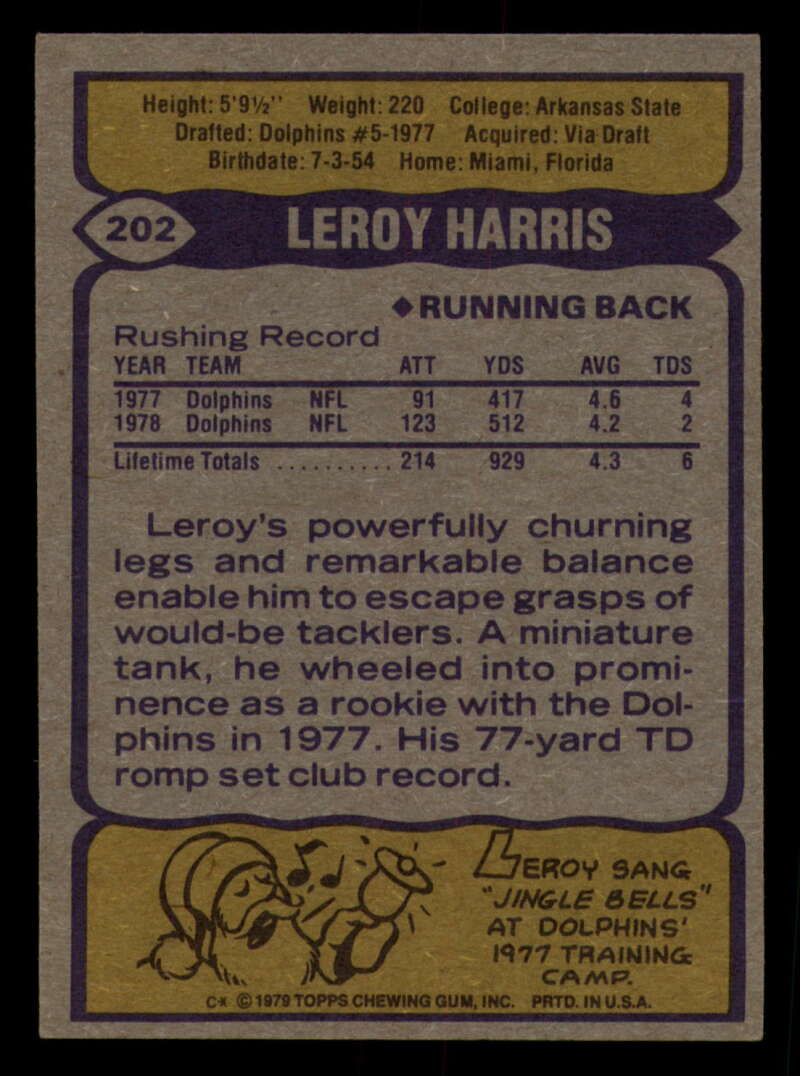 Height: 5'9½" Weight: 220 College: Arkansas State
Drafted: Dolphins #5-1977 Acquired: Via Draft
Birthdate: 7-3-54 Home: Miami, Florida
202 LEROY HARRIS
◆RUNNING BACK
Rushing Record
YEAR TEAM ATT YDS AVG TDS
1977 Dolphins NFL 91 417 4.6 4
1978 Dolphins NFL 123 512 4.2 2
Lifetime Totals .......... 214 929 4.3 6
Leroy's powerfully churning
legs and remarkable balance
enable him to escape grasps of
would-be tacklers. A miniature
tank, he wheeled into promi-
nence as a rookie with the Dol-
phins in 1977. His 77-yard TD
romp set club record.
LEROY SANG
"JINGLE BELLS"
AT DOLPHINS'
1977 TRAINING
CAMP.
C* © 1979 TOPPS CHEWING GUM, INC. PRTD. IN U.S.A.